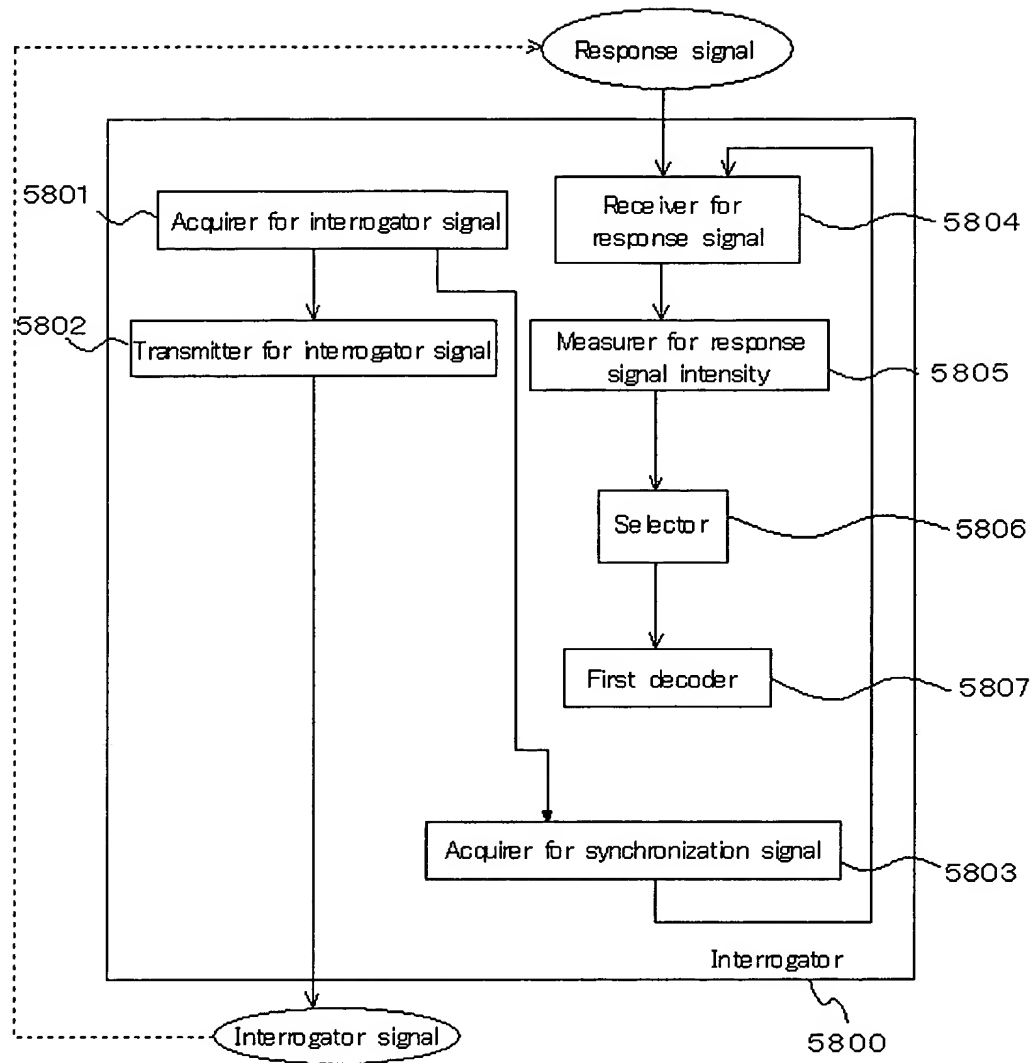 Response signal
5801
Acquirer for interrogator signal
Receiver for
response signal
5804
5802
Transmitter for interrogator signal
Measurer for response
signal intensity
5805
Selector
5806
First decoder
5807
Acquirer for synchronization signal
5803
Interrogator
Interrogator signal
5800